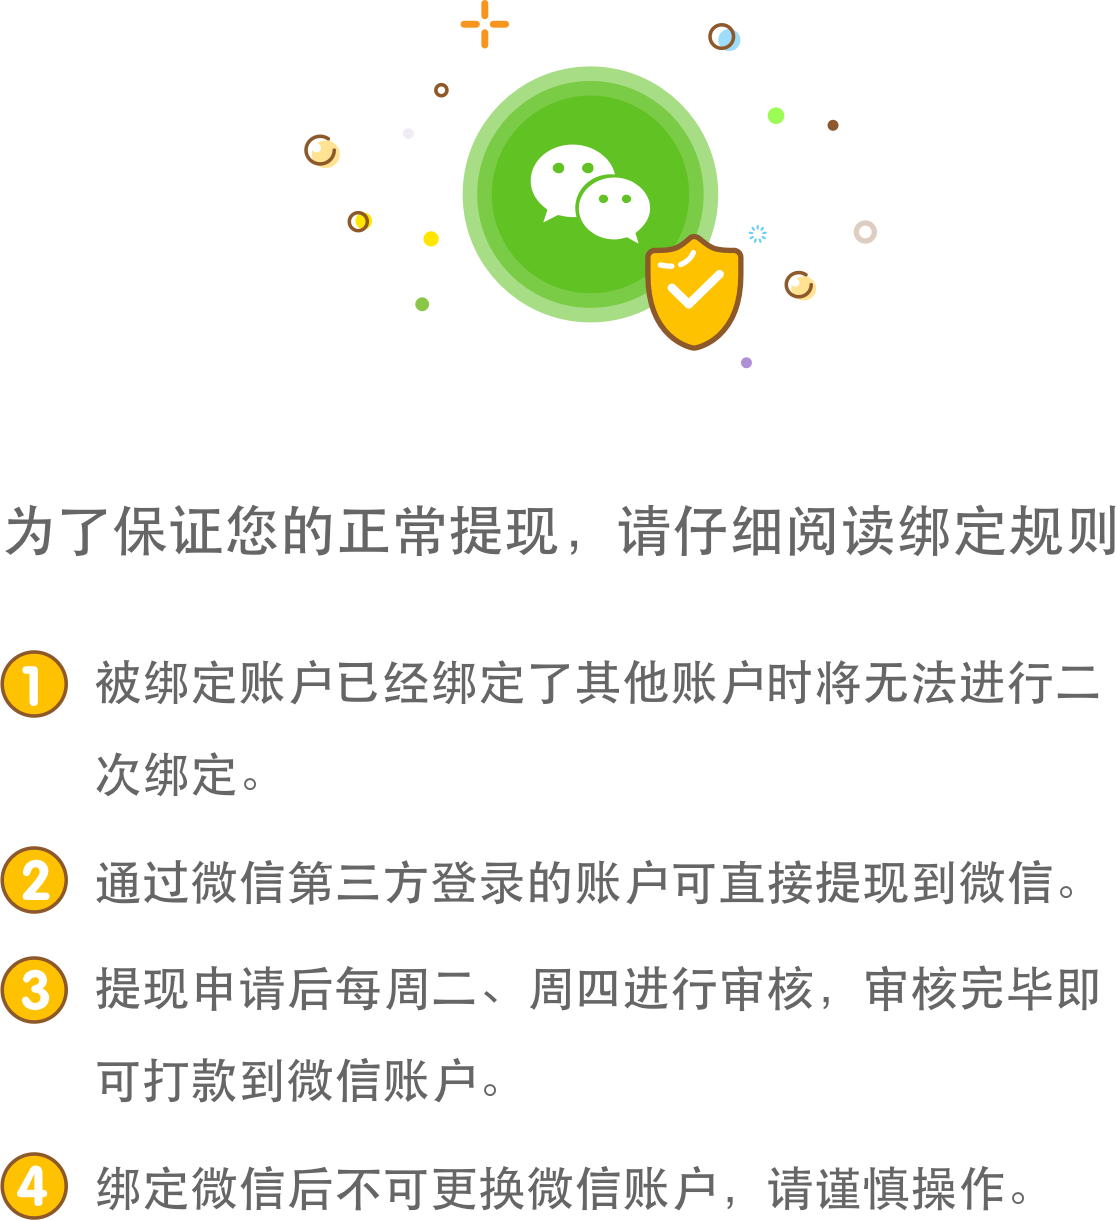 为了保证您的正常提现，请仔细阅读绑定规则
1 被绑定账户已经绑定了其他账户时将无法进行二
次绑定。
2 通过微信第三方登录的账户可直接提现到微信。
3 提现申请后每周二、周四进行审核，审核完毕即
可打款到微信账户。
4 绑定微信后不可更换微信账户，请谨慎操作。